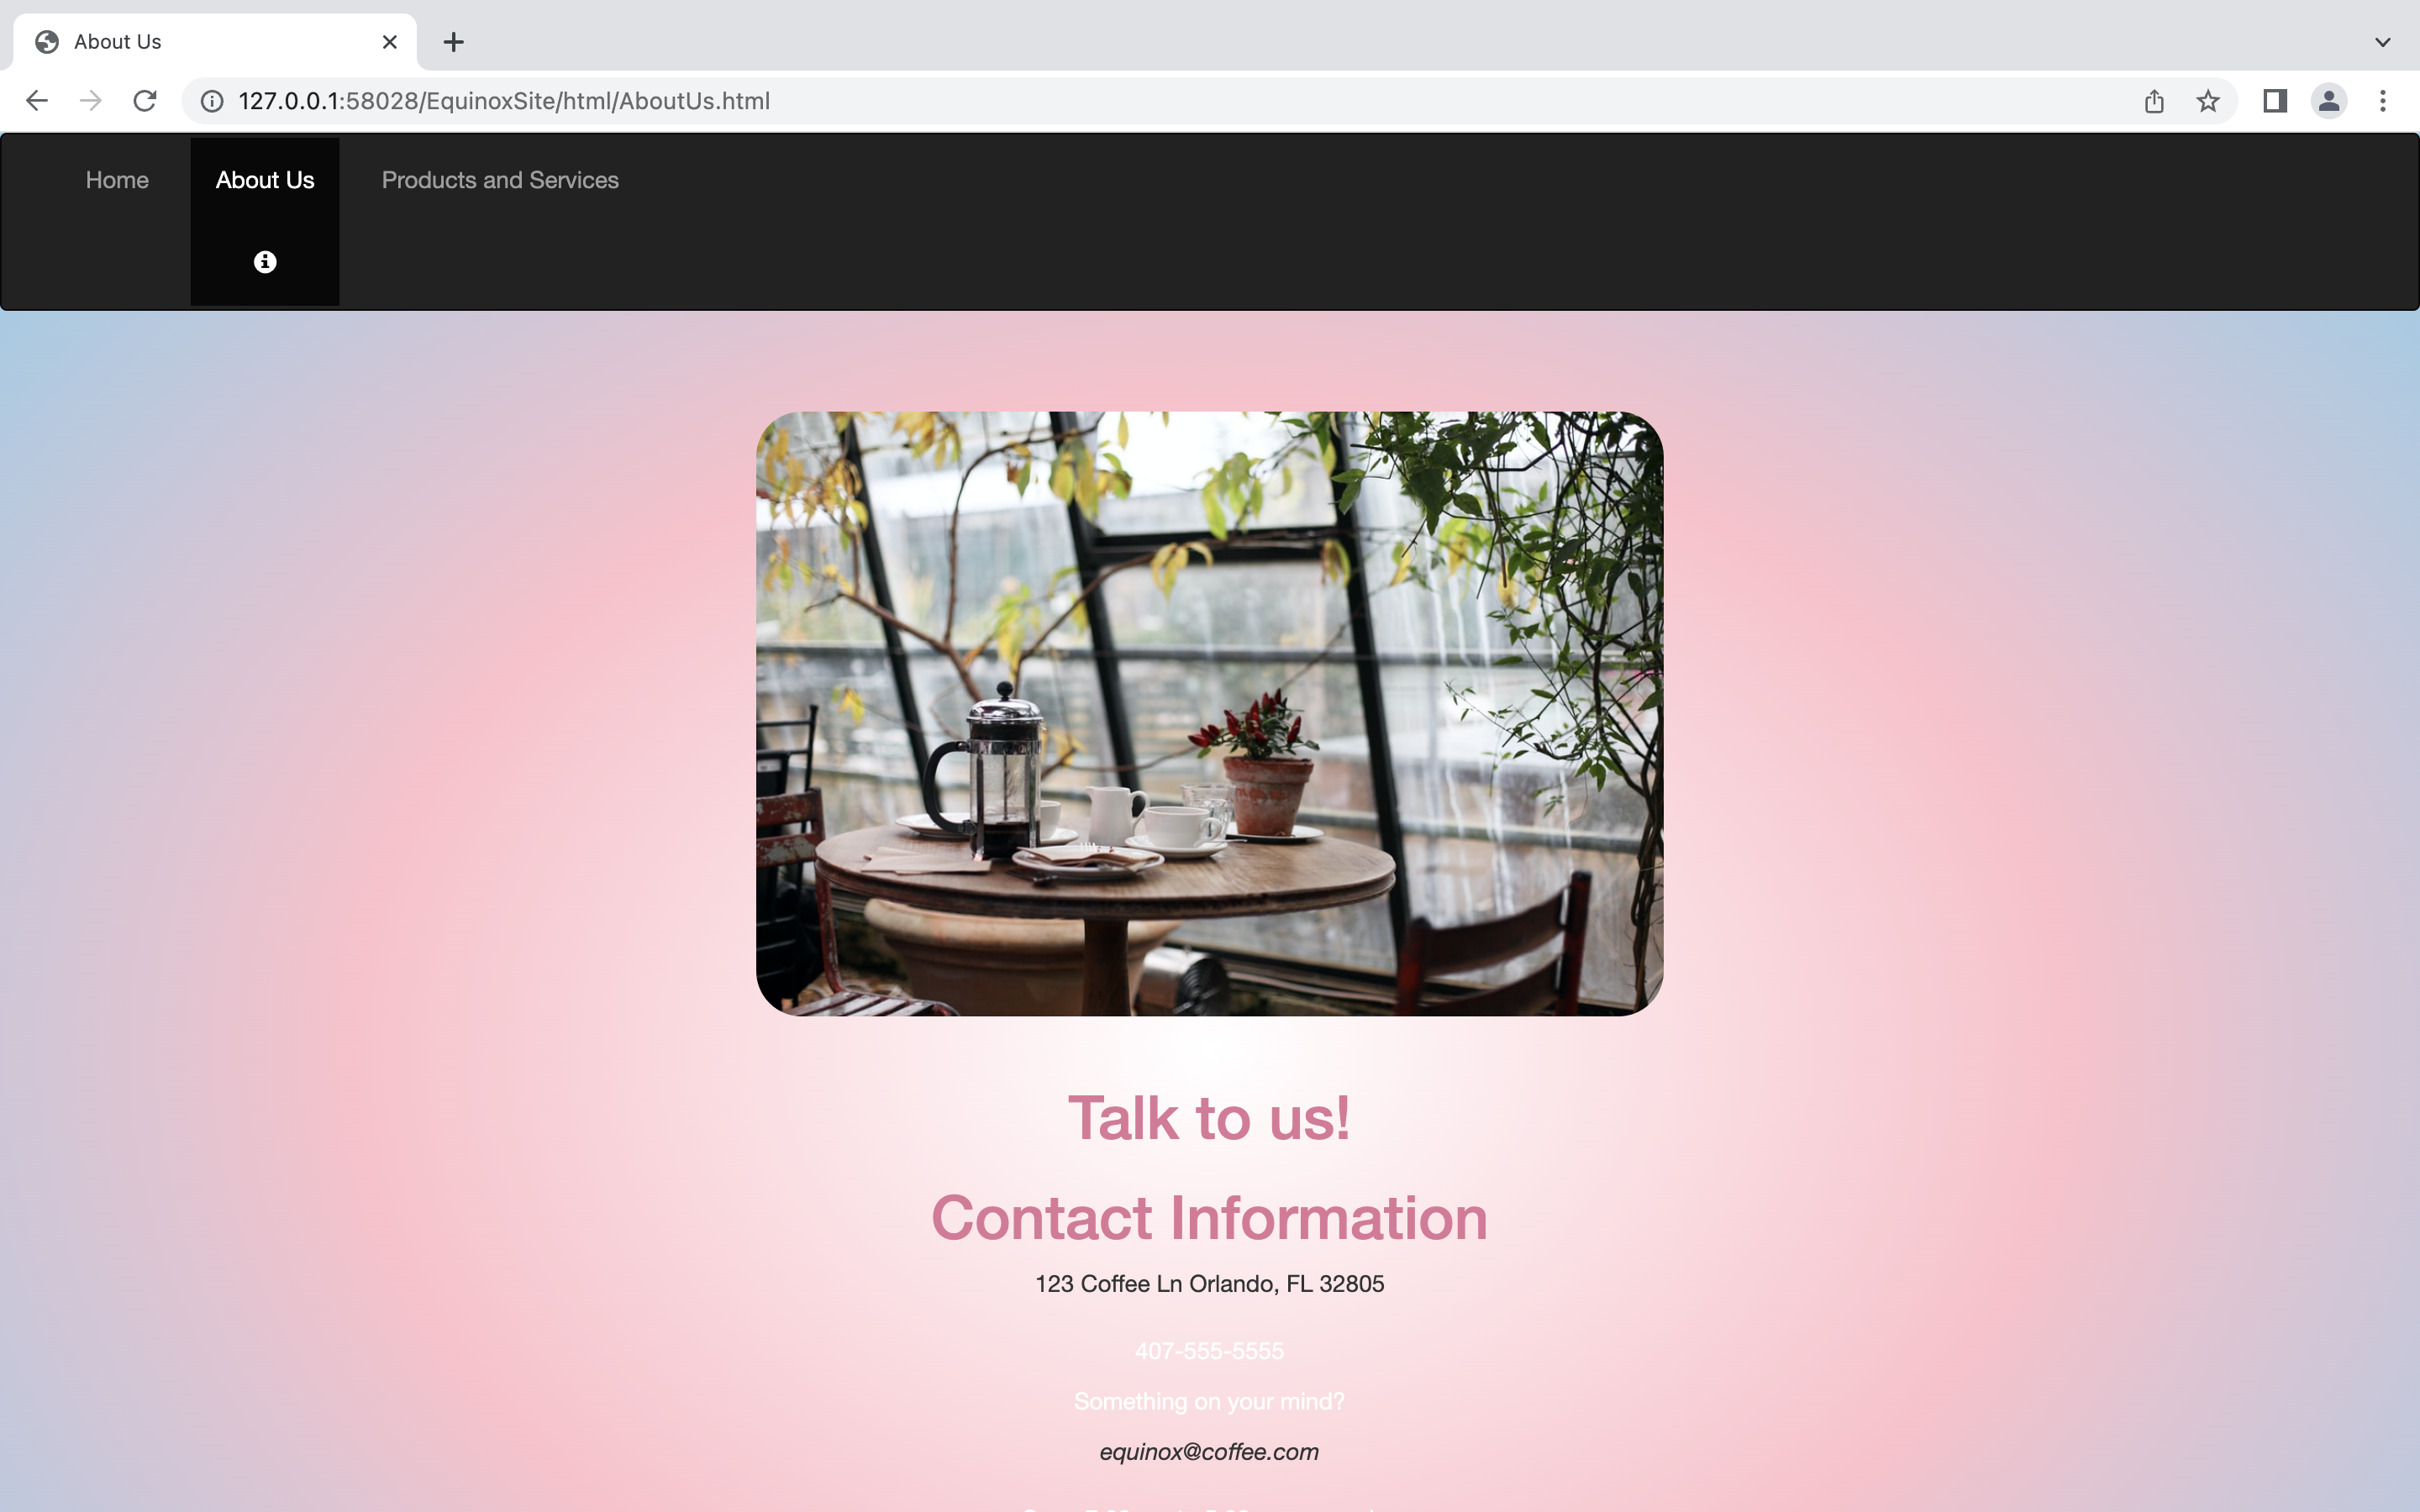 About Us
127.0.0.1:58028/EquinoxSite/html/AboutUs.html
Home About Us Products and Services
Talk to us!
Contact Information
123 Coffee Ln Orlando, FL 32805
407-555-5555
Something on your mind?
equinox@coffee.com